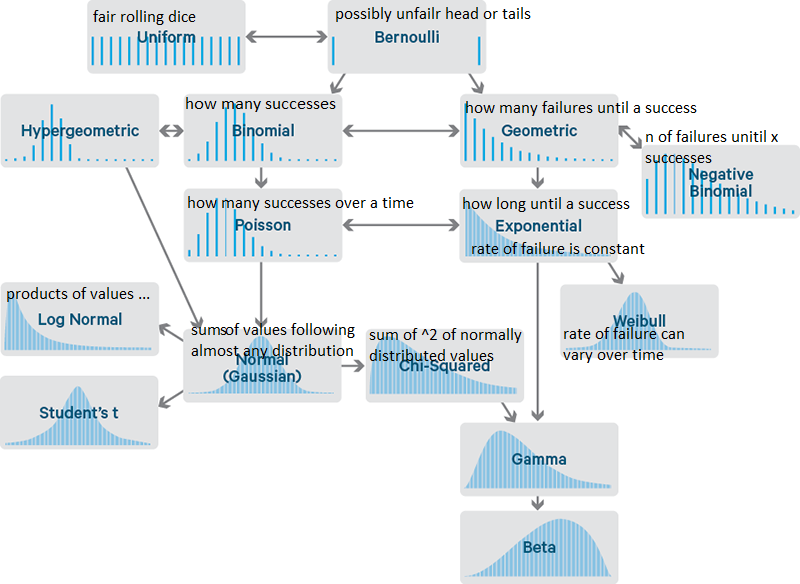 fair rolling dice
Uniform
possibly unfailr head or tails
Bernoulli
Hypergeometric
how many successes
Binomial
how many failures until a success
Geometric
n of failures unitil x
successes
Negative
Binomial
how many successes over a time
Poisson
how long until a success
Exponential
rate of failure is constant
products of values ...
Log Normal
sumsof values following
almost any distribution
Normal
(Gaussian)
sum of ^2 of normally
distributed values
Chi-Squared
Weibull
rate of failure can
vary over time
Student's t
Gamma
Beta